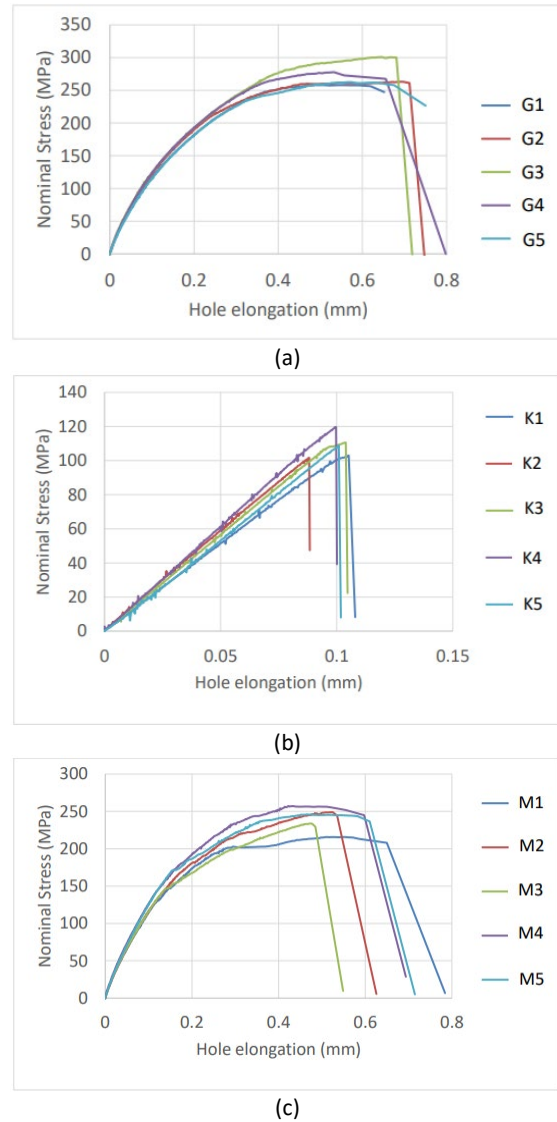 350
300
250
200
150
100
50
0
0 0.2 0.4 0.6 0.8
Nominal Stress (MPa)
Hole elongation (mm)
G1
G2
G3
G4
G5
(a)
140
120
100
80
60
40
20
0
0 0.05 0.1 0.15
Nominal Stress (MPa)
Hole elongation (mm)
K1
K2
K3
K4
K5
(b)
300
250
200
150
100
50
0
0 0.2 0.4 0.6 0.8
Nominal Stress (MPa)
Hole elongation (mm)
M1
M2
M3
M4
M5
(c)